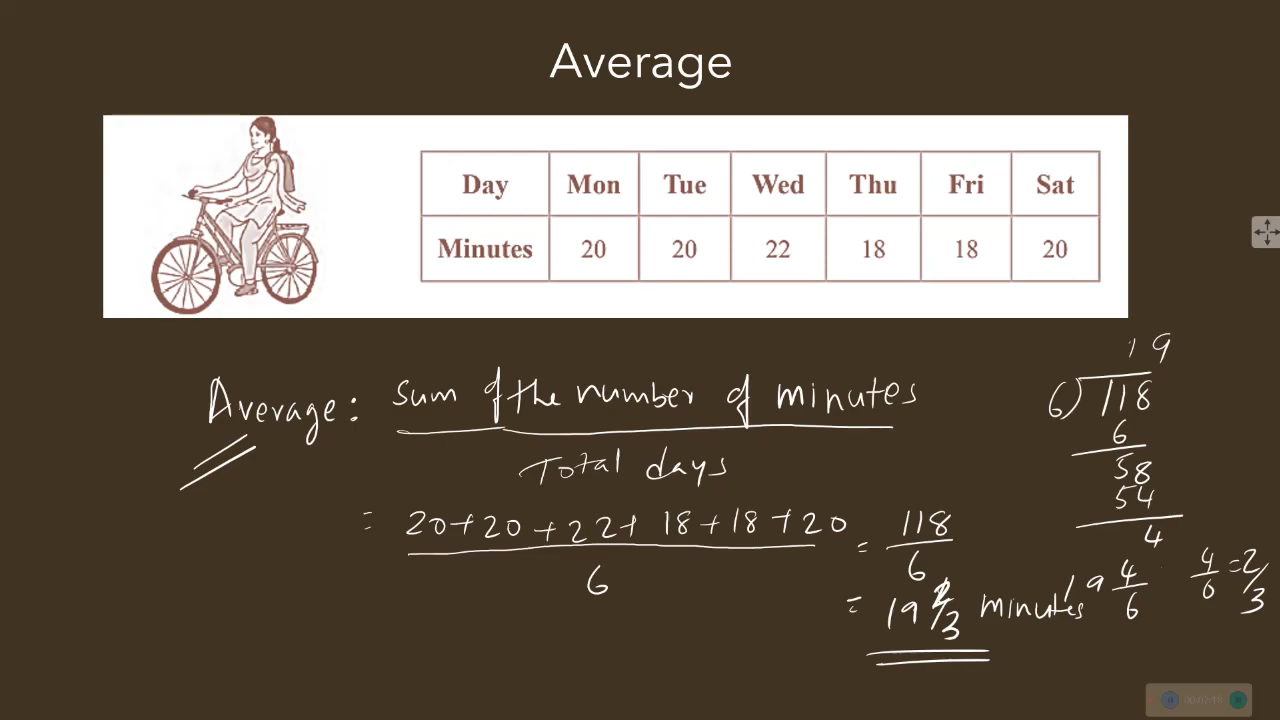 Average
Day Mon Tue Wed Thu Fri Sat
Minutes 20 20 22 18 18 20
Average: sum of the number of minutes
Total days
= 20+20+22+18+18+20
6
= 118
6
= 19 2/3 minutes
19
6) 118
6
58
54
4
19 4/6
4/6 = 2/3